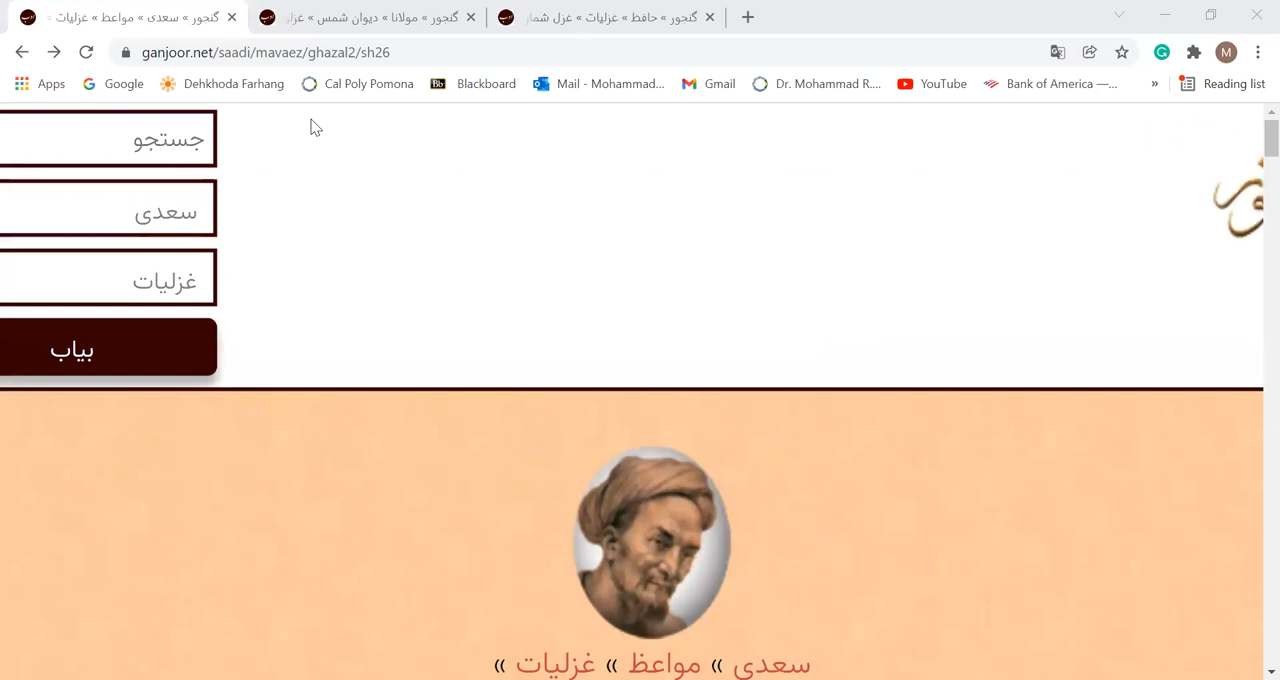 گنجور » سعدی » مواعظ » غزلیات »
گنجور » مولانا » دیوان شمس » غزلی
گنجور » حافظ » غزلیات » غزل شما
ganjoor.net/saadi/mavaez/ghazal2/sh26
M
Apps
Google
Dehkhoda Farhang
Cal Poly Pomona
Bb
Blackboard
Mail - Mohammad...
Gmail
Dr. Mohammad R....
YouTube
Bank of America —...
»
Reading list
جستجو
سعدی
غزلیات
بیاب
سعدی » مواعظ » غزلیات »